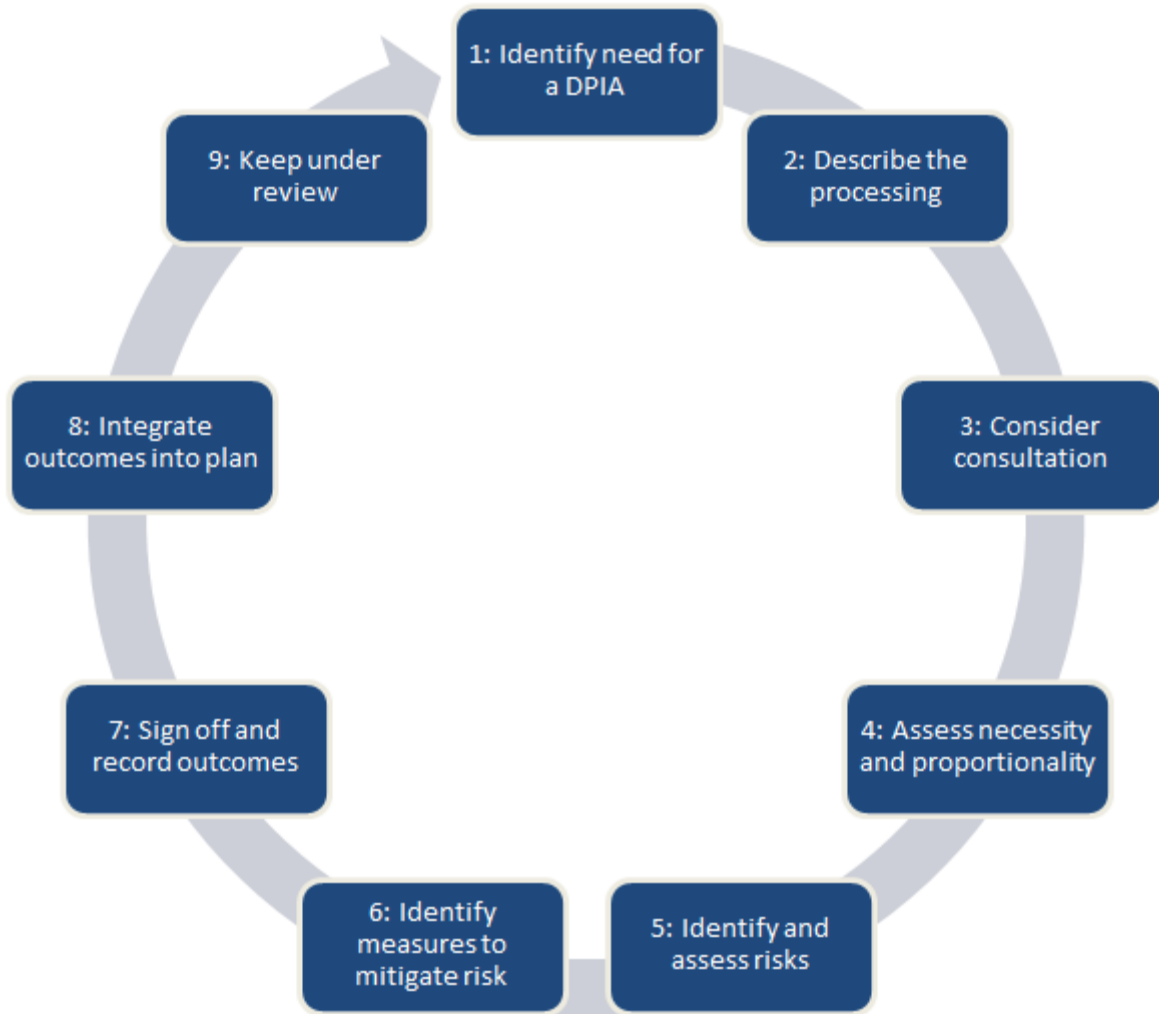 1: Identify need for
a DPIA
2: Describe the
processing
3: Consider
consultation
4: Assess necessity
and proportionality
5: Identify and
assess risks
6: Identify
measures to
mitigate risk
7: Sign off and
record outcomes
8: Integrate
outcomes into plan
9: Keep under
review